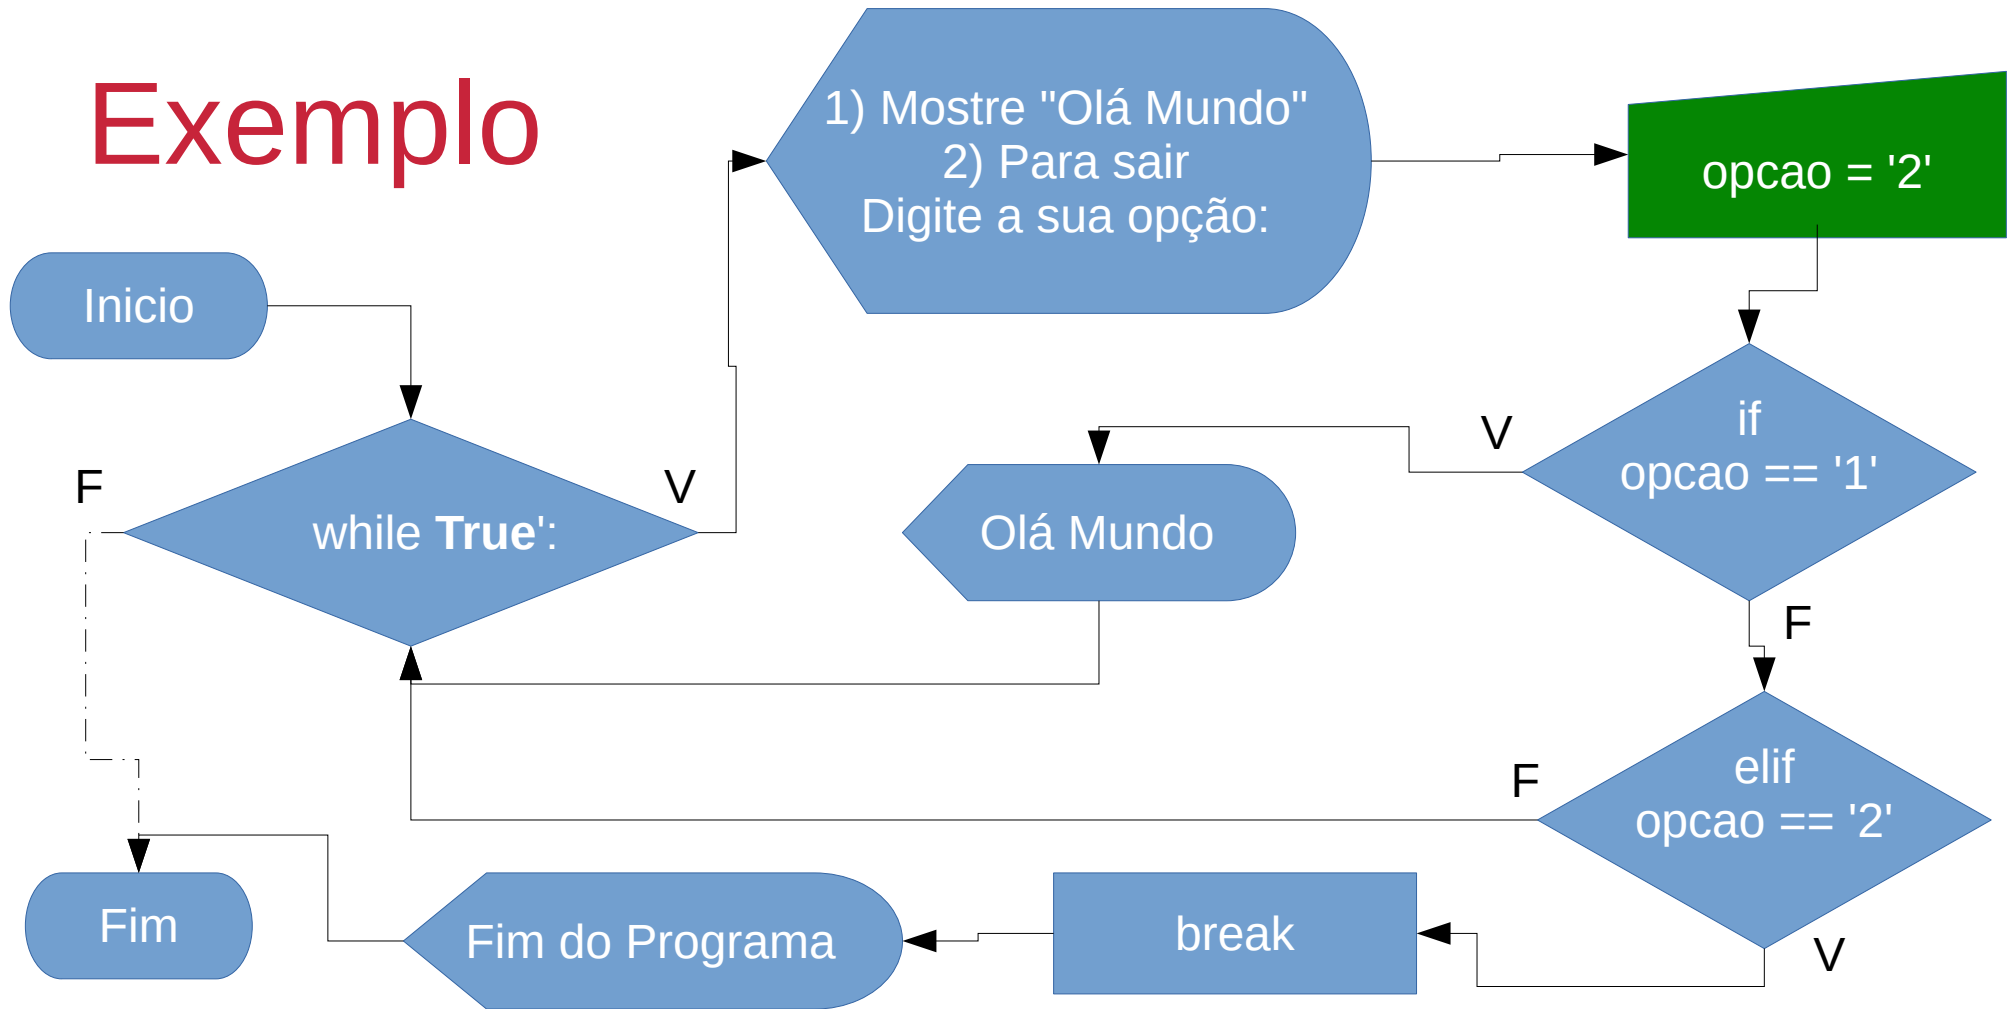 Exemplo
1) Mostre "Olá Mundo"
2) Para sair
Digite a sua opção:
opcao = '2'
Inicio
if
opcao == '1'
V
F
V
while True':
Olá Mundo
F
elif
opcao == '2'
F
Fim
Fim do Programa
break
V